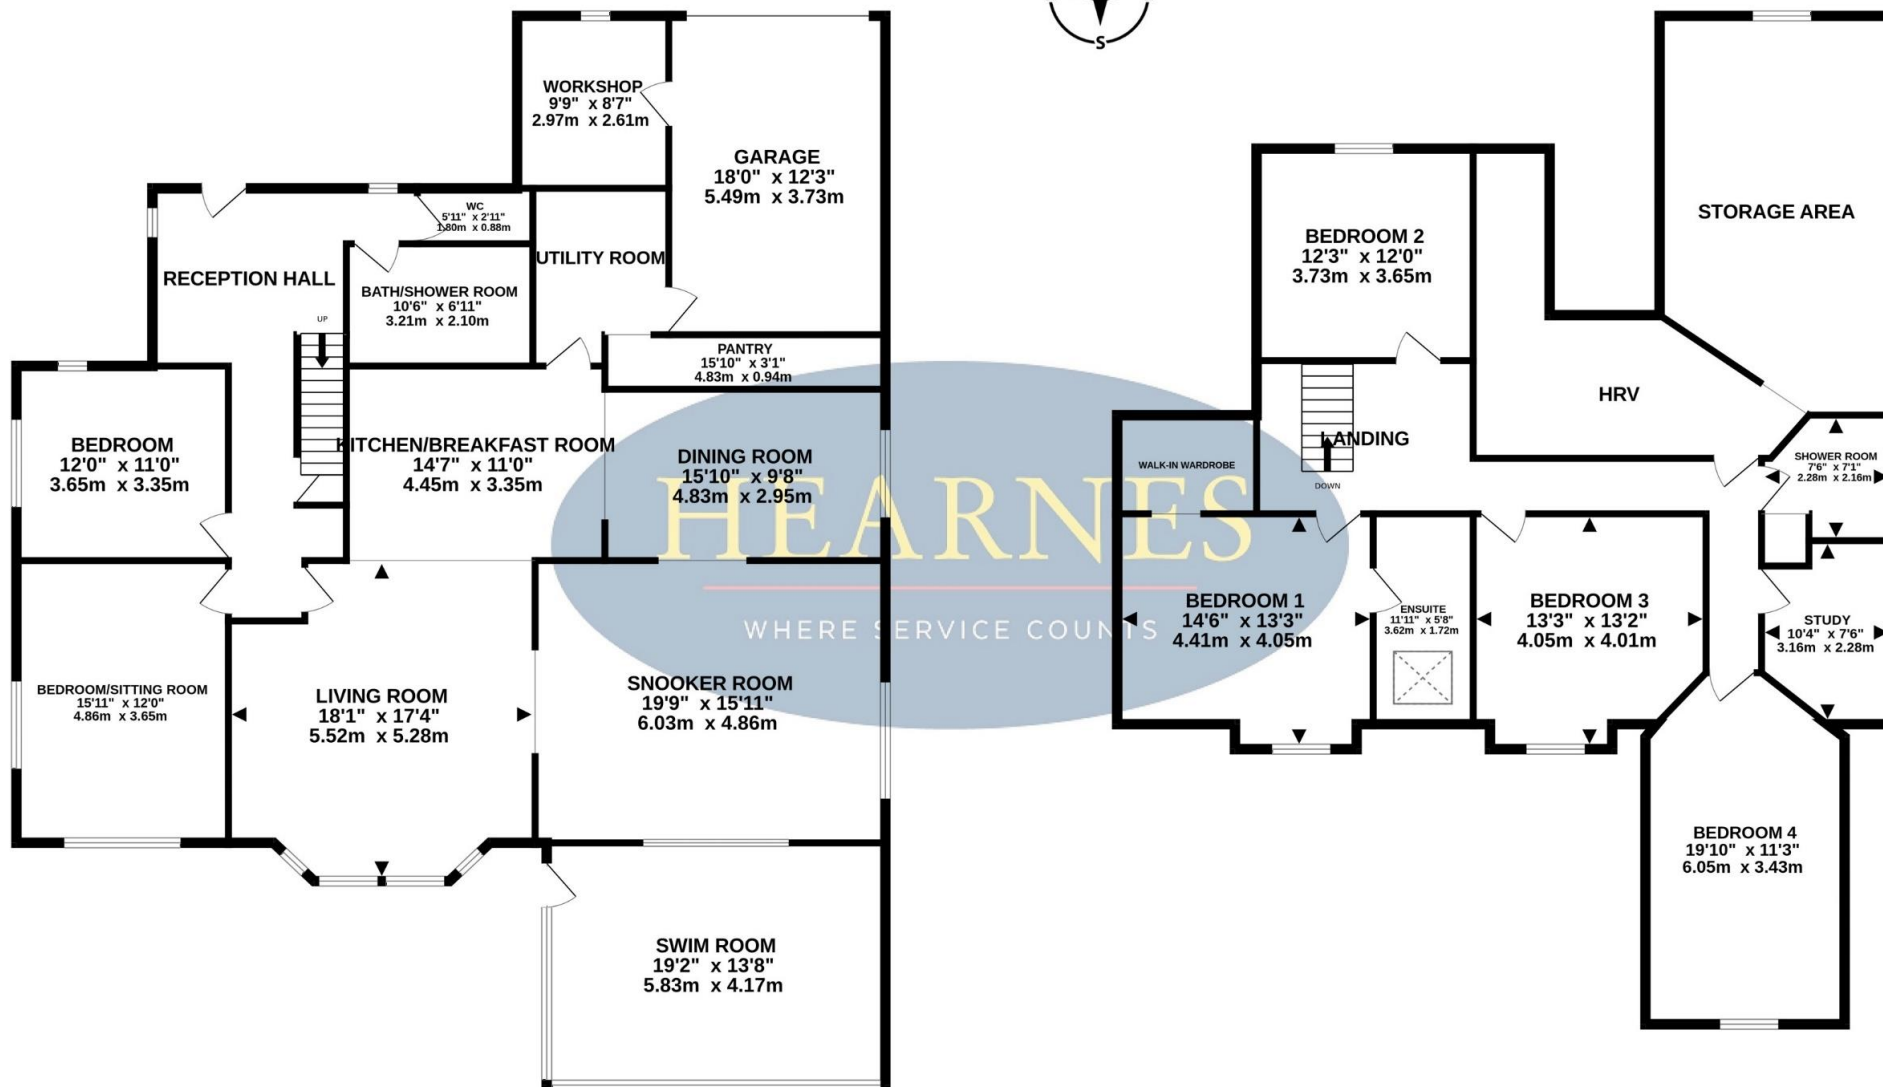 S
WORKSHOP
9'9" x 8'7"
2.97m x 2.61m
GARAGE
18'0" x 12'3"
5.49m x 3.73m
WC
5'11" x 2'11"
1.80m x 0.88m
UTILITY ROOM
RECEPTION HALL
BATH/SHOWER ROOM
10'6" x 6'11"
3.21m x 2.10m
UP
PANTRY
15'10" x 3'1"
4.83m x 0.94m
BEDROOM
12'0" x 11'0"
3.65m x 3.35m
KITCHEN/BREAKFAST ROOM
14'7" x 11'0"
4.45m x 3.35m
DINING ROOM
15'10" x 9'8"
4.83m x 2.95m
BEDROOM/SITTING ROOM
15'11" x 12'0"
4.86m x 3.65m
LIVING ROOM
18'1" x 17'4"
5.52m x 5.28m
SNOOKER ROOM
19'9" x 15'11"
6.03m x 4.86m
SWIM ROOM
19'2" x 13'8"
5.83m x 4.17m
HEARNES
WHERE SERVICE COUNTS
STORAGE AREA
BEDROOM 2
12'3" x 12'0"
3.73m x 3.65m
HRV
LANDING
DOWN
WALK-IN WARDROBE
SHOWER ROOM
7'6" x 7'1"
2.28m x 2.16m
BEDROOM 1
14'6" x 13'3"
4.41m x 4.05m
ENSUITE
11'11" x 5'8"
3.62m x 1.72m
BEDROOM 3
13'3" x 13'2"
4.05m x 4.01m
STUDY
10'4" x 7'6"
3.16m x 2.28m
BEDROOM 4
19'10" x 11'3"
6.05m x 3.43m